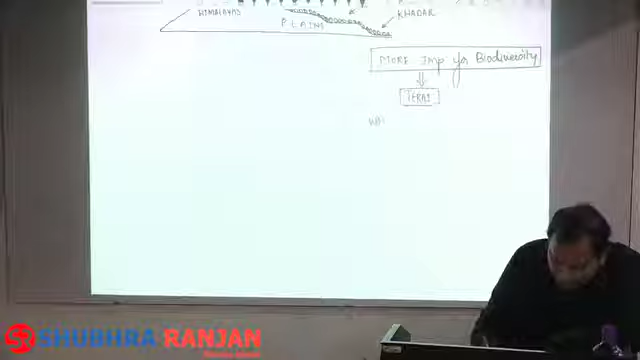 HIMALAYAS
PLAINS
KHADAR
MORE Imp for Biodiversity
TERAI
SHUBHRA RANJAN